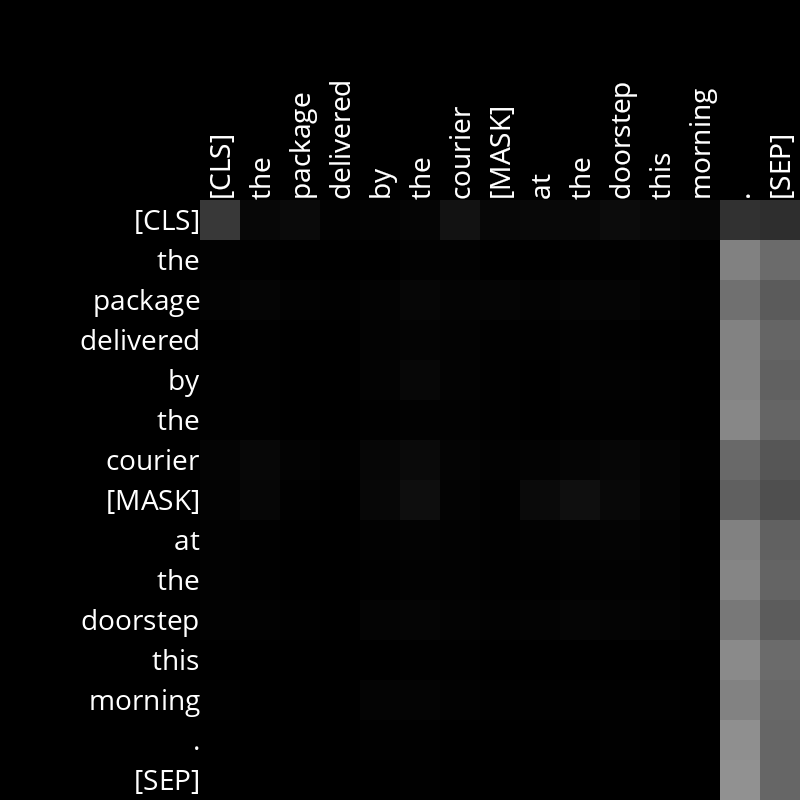 [CLS] the package delivered by the courier [MASK] at the doorstep this morning . [SEP]
[CLS]
the
package
delivered
by
the
courier
[MASK]
at
the
doorstep
this
morning
.
[SEP]